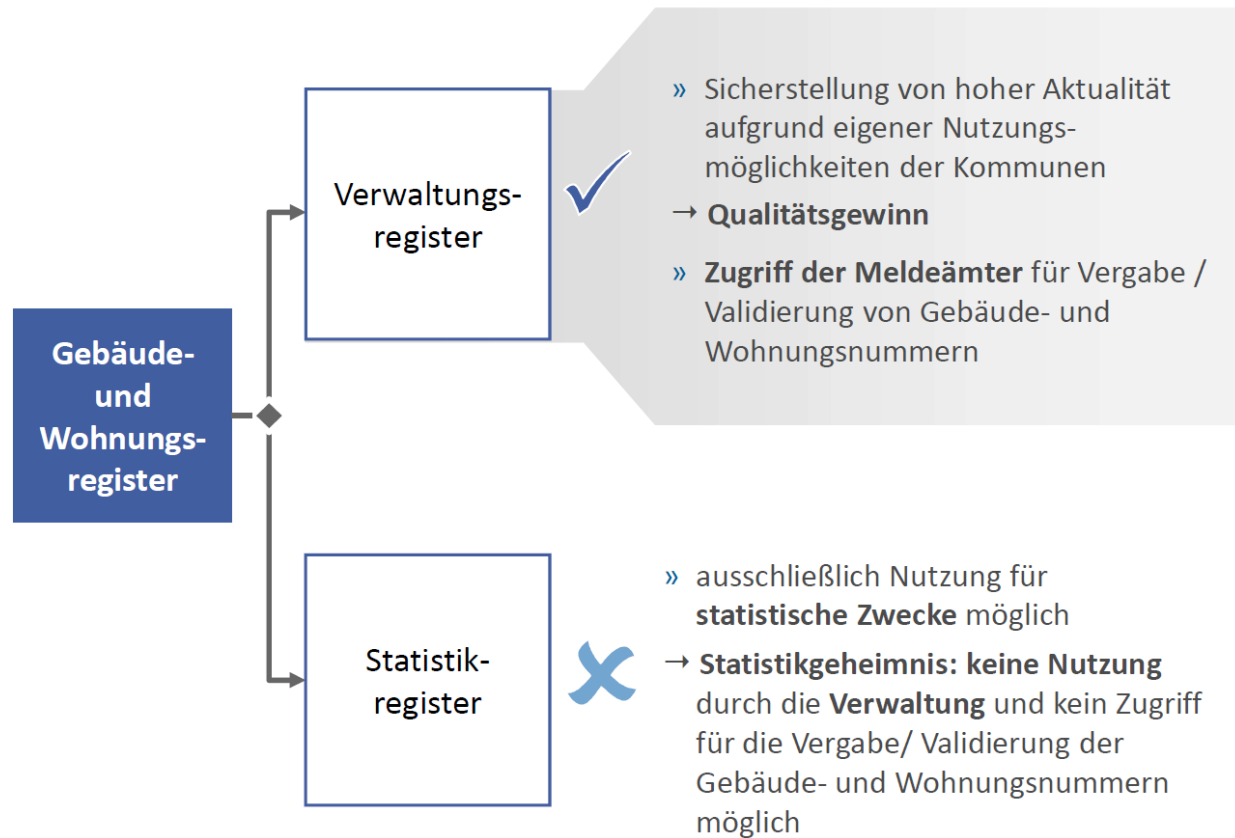 Gebäude-
und
Wohnungs-
register
Verwaltungs-
register
» Sicherstellung von hoher Aktualität
aufgrund eigener Nutzungs-
möglichkeiten der Kommunen
→ Qualitätsgewinn
» Zugriff der Meldeämter für Vergabe /
Validierung von Gebäude- und
Wohnungsnummern
Statistik-
register
» ausschließlich Nutzung für
statistische Zwecke möglich
→ Statistikgeheimnis: keine Nutzung
durch die Verwaltung und kein Zugriff
für die Vergabe/ Validierung der
Gebäude- und Wohnungsnummern
möglich